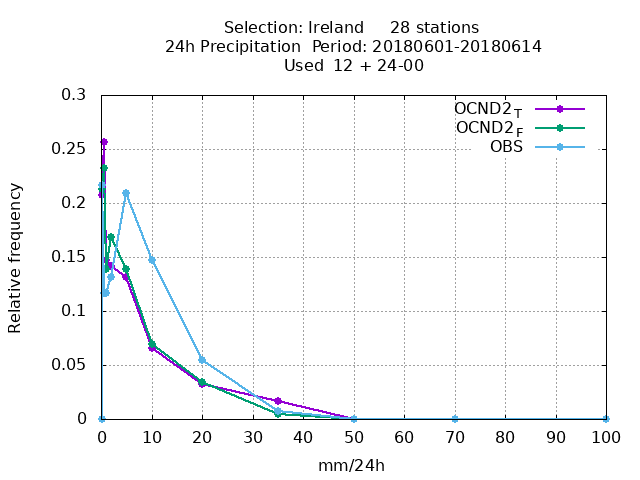 Selection: Ireland 28 stations
24h Precipitation Period: 20180601-20180614
Used 12 + 24-00
OCND2T
OCND2F
OBS
0.3
0.25
0.2
0.15
0.1
0.05
0
Relative frequency
0 10 20 30 40 50 60 70 80 90 100
mm/24h